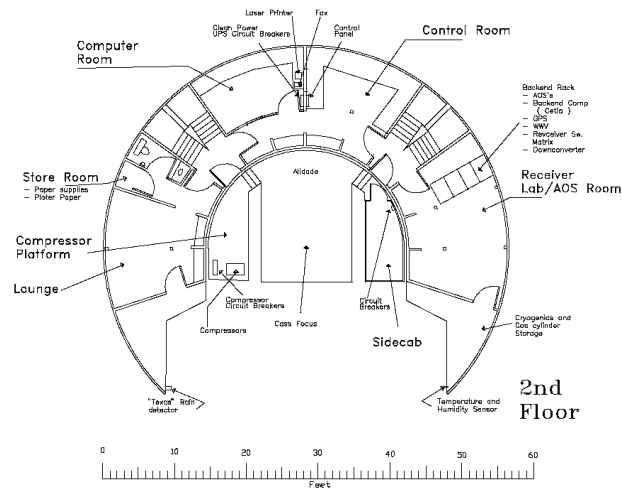 Laser Printer
Fax
Clean Power
UPS Circuit Breakers
Control
Panel
Computer
Room
Control Room
Backend Rack
- AOS's
- Backend Comp
( Cetia )
- GPS
- WWV
- Revceiver Sw.
Matrix
- Downconverter
Store Room
- Paper supplies
- Ploter Paper
Alidade
Receiver
Lab/AOS Room
Compressor
Platform
Lounge
Compressor
Circuit Breakers
Compressors
Cass Focus
Circuit
Breakers
Sidecab
Cryogenics and
Gas cylinder
Storage
"Texas" Rain
detector
Temperature and
Humidity Sensor
2nd
Floor
0 10 20 30 40 50 60
Feet